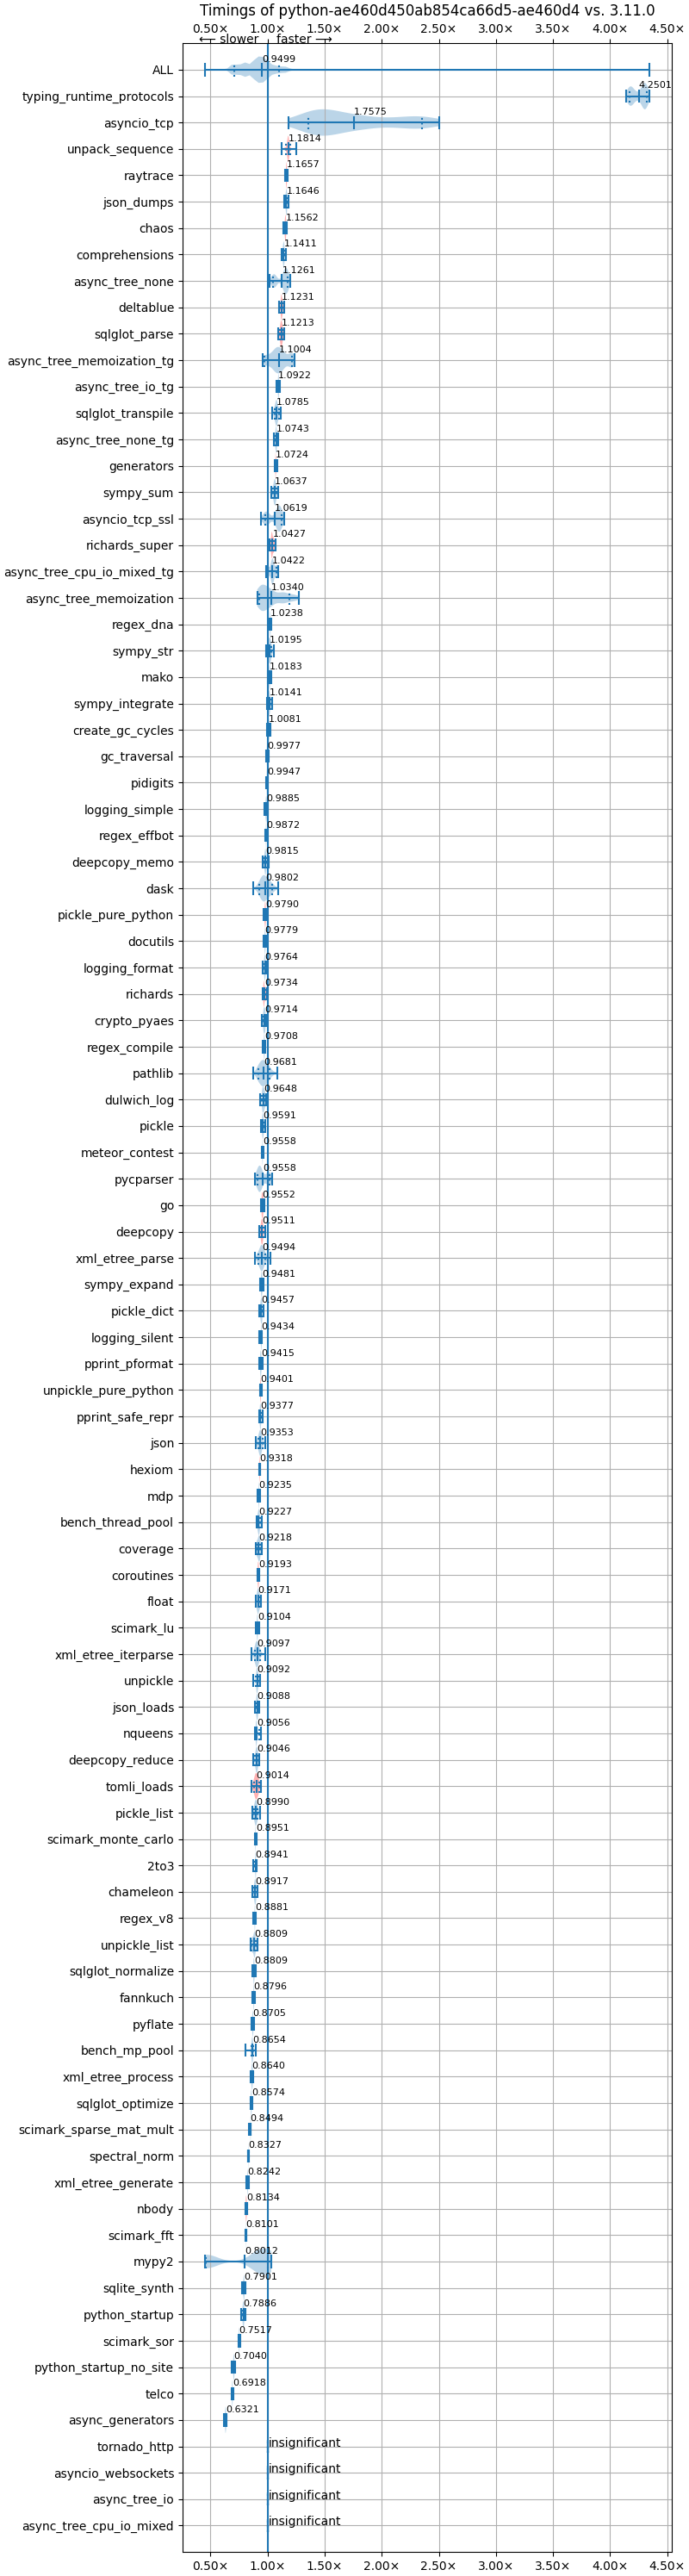 Timings of python-ae460d450ab854ca66d5-ae460d4 vs. 3.11.0
0.50× 1.00× 1.50× 2.00× 2.50× 3.00× 3.50× 4.00× 4.50×
⟵ slower faster ⟶
ALL 0.9499
typing_runtime_protocols 4.2501
asyncio_tcp 1.7575
unpack_sequence 1.1814
raytrace 1.1657
json_dumps 1.1646
chaos 1.1562
comprehensions 1.1411
async_tree_none 1.1261
deltablue 1.1231
sqlglot_parse 1.1213
async_tree_memoization_tg 1.1004
async_tree_io_tg 1.0922
sqlglot_transpile 1.0785
async_tree_none_tg 1.0743
generators 1.0724
sympy_sum 1.0637
asyncio_tcp_ssl 1.0619
richards_super 1.0427
async_tree_cpu_io_mixed_tg 1.0422
async_tree_memoization 1.0340
regex_dna 1.0238
sympy_str 1.0195
mako 1.0183
sympy_integrate 1.0141
create_gc_cycles 1.0081
gc_traversal 0.9977
pidigits 0.9947
logging_simple 0.9885
regex_effbot 0.9872
deepcopy_memo 0.9815
dask 0.9802
pickle_pure_python 0.9790
docutils 0.9779
logging_format 0.9764
richards 0.9734
crypto_pyaes 0.9714
regex_compile 0.9708
pathlib 0.9681
dulwich_log 0.9648
pickle 0.9591
meteor_contest 0.9558
pycparser 0.9558
go 0.9552
deepcopy 0.9511
xml_etree_parse 0.9494
sympy_expand 0.9481
pickle_dict 0.9457
logging_silent 0.9434
pprint_pformat 0.9415
unpickle_pure_python 0.9401
pprint_safe_repr 0.9377
json 0.9353
hexiom 0.9318
mdp 0.9235
bench_thread_pool 0.9227
coverage 0.9218
coroutines 0.9193
float 0.9171
scimark_lu 0.9104
xml_etree_iterparse 0.9097
unpickle 0.9092
json_loads 0.9088
nqueens 0.9056
deepcopy_reduce 0.9046
tomli_loads 0.9014
pickle_list 0.8990
scimark_monte_carlo 0.8951
2to3 0.8941
chameleon 0.8917
regex_v8 0.8881
unpickle_list 0.8809
sqlglot_normalize 0.8809
fannkuch 0.8796
pyflate 0.8705
bench_mp_pool 0.8654
xml_etree_process 0.8640
sqlglot_optimize 0.8574
scimark_sparse_mat_mult 0.8494
spectral_norm 0.8327
xml_etree_generate 0.8242
nbody 0.8134
scimark_fft 0.8101
mypy2 0.8012
sqlite_synth 0.7901
python_startup 0.7886
scimark_sor 0.7517
python_startup_no_site 0.7040
telco 0.6918
async_generators 0.6321
tornado_http insignificant
asyncio_websockets insignificant
async_tree_io insignificant
async_tree_cpu_io_mixed insignificant
0.50× 1.00× 1.50× 2.00× 2.50× 3.00× 3.50× 4.00× 4.50×